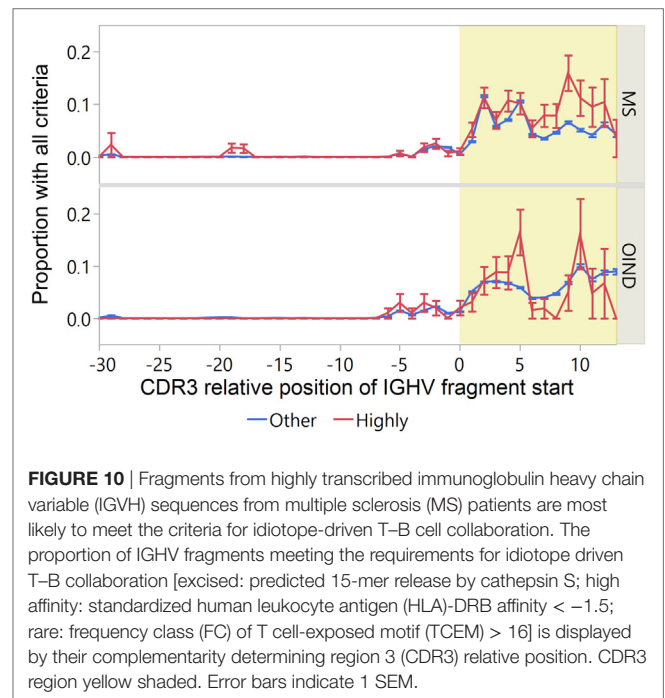 0.2
0.1
0.0
MS
Proportion with all criteria
0.2
0.1
0.0
OIND
-30 -25 -20 -15 -10 -5 0 5 10
CDR3 relative position of IGHV fragment start
Other Highly
FIGURE 10 | Fragments from highly transcribed immunoglobulin heavy chain
variable (IGVH) sequences from multiple sclerosis (MS) patients are most
likely to meet the criteria for idiotope-driven T–B cell collaboration. The
proportion of IGHV fragments meeting the requirements for idiotope driven
T–B collaboration [excised: predicted 15-mer release by cathepsin S; high
affinity: standardized human leukocyte antigen (HLA)-DRB affinity < −1.5;
rare: frequency class (FC) of T cell-exposed motif (TCEM) > 16] is displayed
by their complementarity determining region 3 (CDR3) relative position. CDR3
region yellow shaded. Error bars indicate 1 SEM.